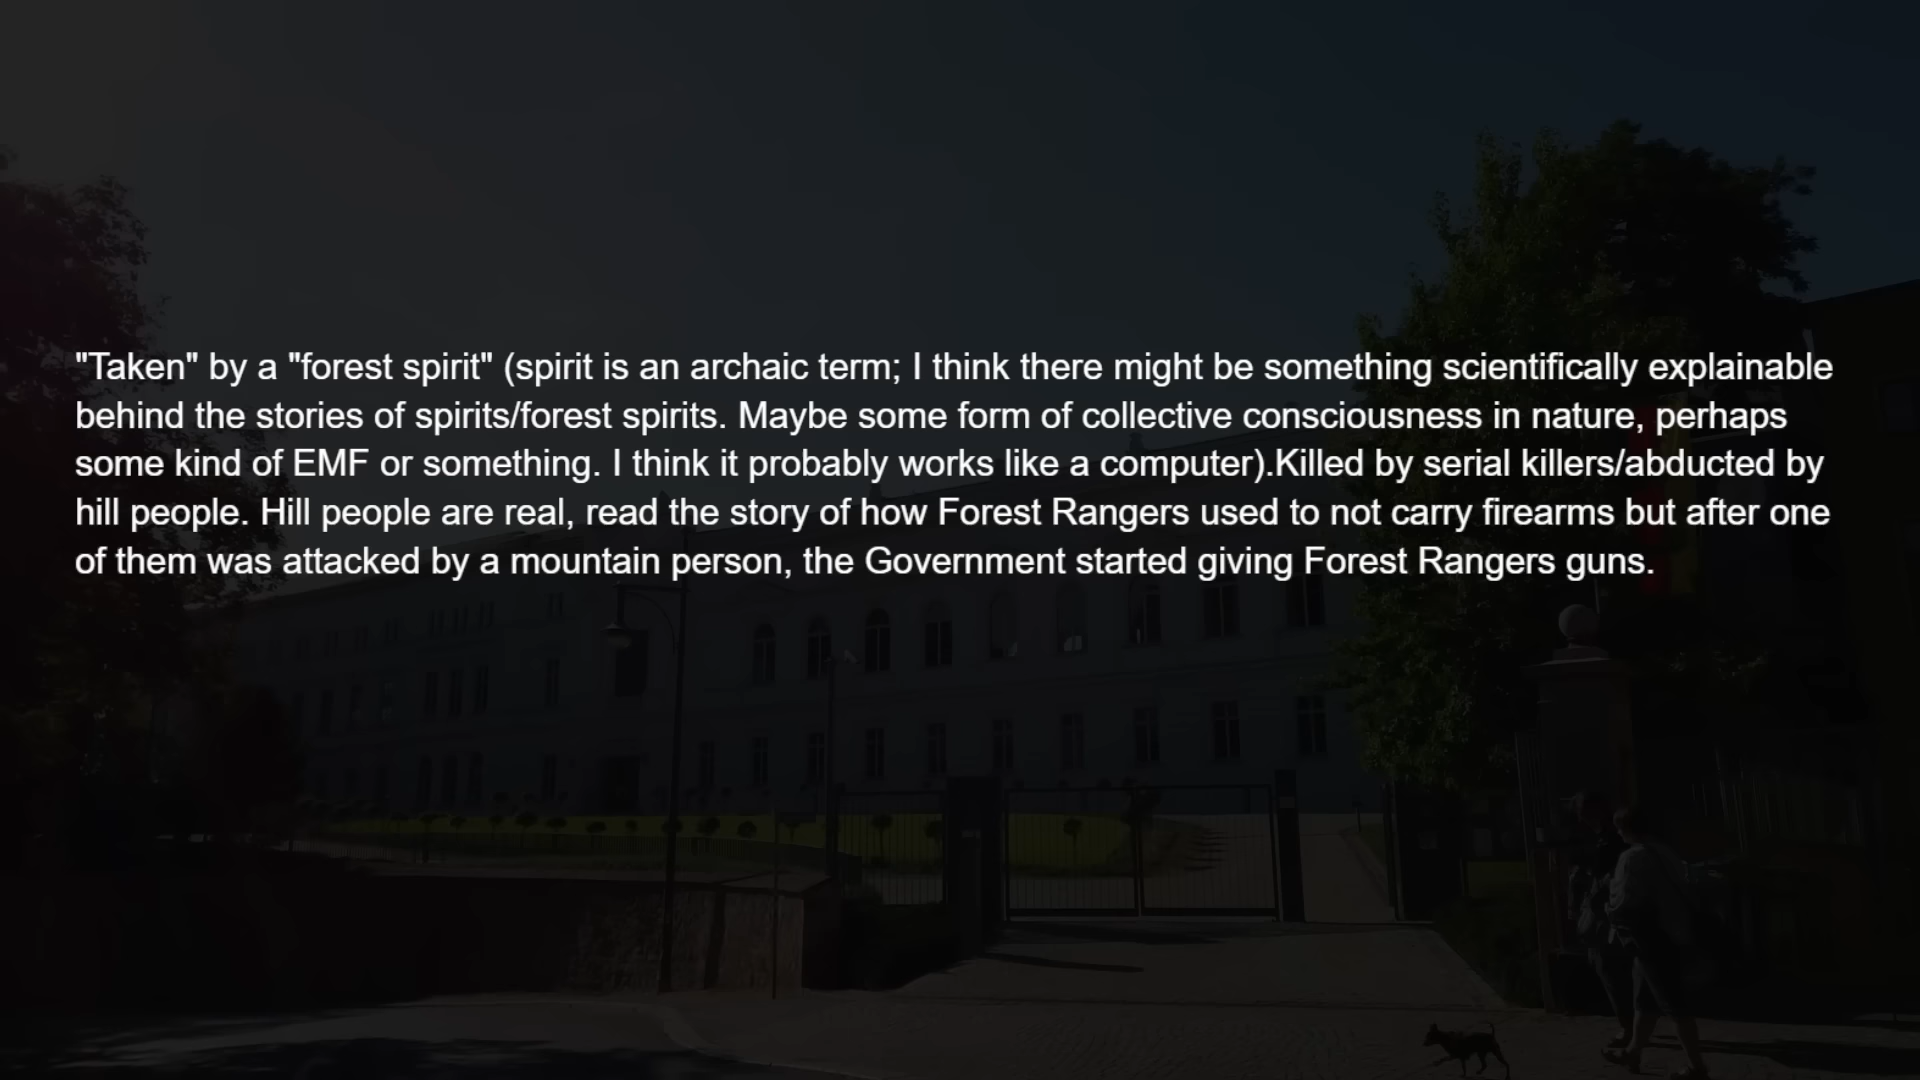 "Taken" by a "forest spirit" (spirit is an archaic term; I think there might be something scientifically explainable
behind the stories of spirits/forest spirits. Maybe some form of collective consciousness in nature, perhaps
some kind of EMF or something. I think it probably works like a computer).Killed by serial killers/abducted by
hill people. Hill people are real, read the story of how Forest Rangers used to not carry firearms but after one
of them was attacked by a mountain person, the Government started giving Forest Rangers guns.